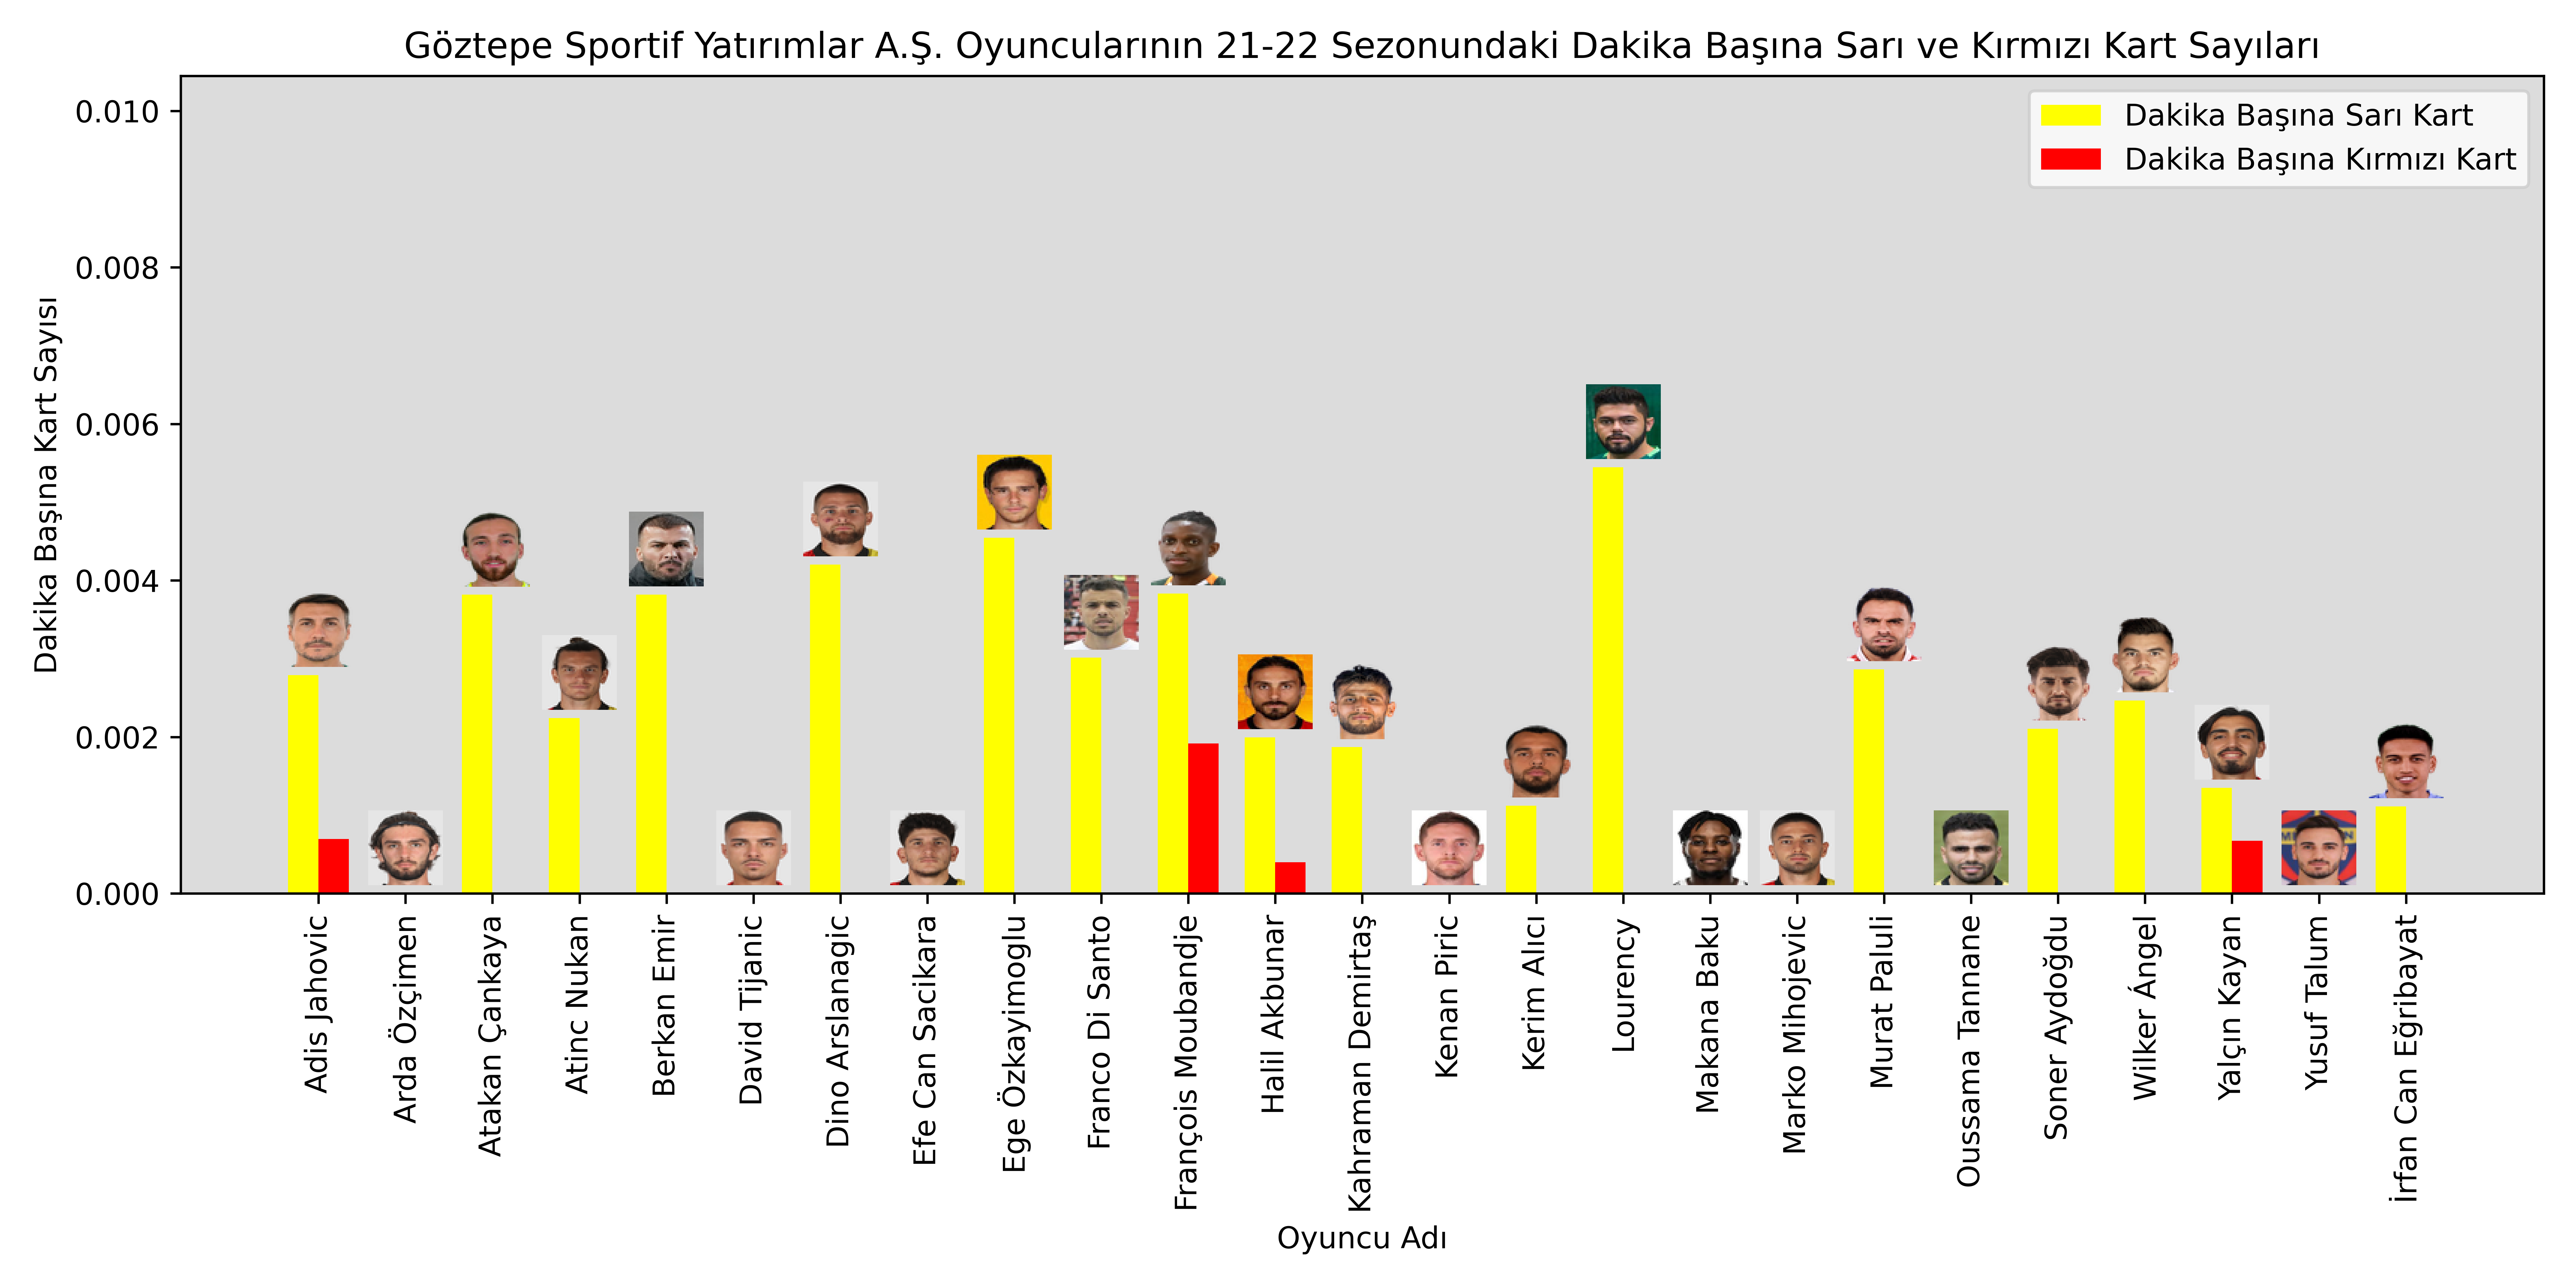 Göztepe Sportif Yatırımlar A.Ş. Oyuncularının 21-22 Sezonundaki Dakika Başına Sarı ve Kırmızı Kart Sayıları
Dakika Başına Sarı Kart
Dakika Başına Kırmızı Kart
Dakika Başına Kart Sayısı
0.010
0.008
0.006
0.004
0.002
0.000
Adis Jahovic
Arda Özçimen
Atakan Çankaya
Atinc Nukan
Berkan Emir
David Tijanic
Dino Arslanagic
Efe Can Sacikara
Ege Özkayimoglu
Franco Di Santo
François Moubandje
Halil Akbunar
Kahraman Demirtaş
Kenan Piric
Kerim Alıcı
Lourency
Makana Baku
Marko Mihojevic
Murat Paluli
Oussama Tannane
Soner Aydoğdu
Wilker Ángel
Yalçın Kayan
Yusuf Talum
İrfan Can Eğribayat
Oyuncu Adı